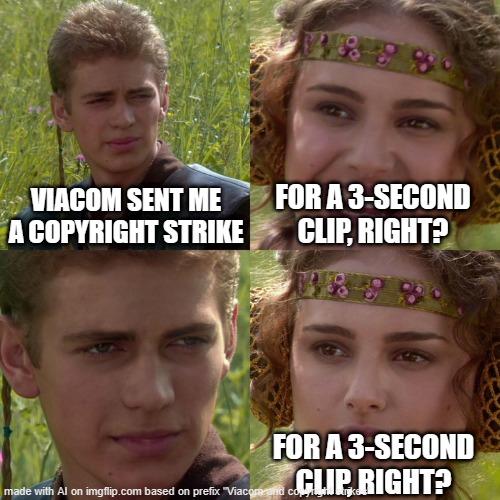 VIACOM SENT ME
A COPYRIGHT STRIKE
FOR A 3-SECOND
CLIP, RIGHT?
FOR A 3-SECOND
CLIP, RIGHT?
made with AI on imgflip.com based on prefix "Viacom and copyright